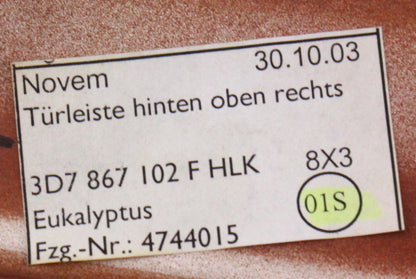 Novem 30.10.03
Türleiste hinten oben rechts
3D7 867 102 F HLK 8X3
Eukalyptus 01S
Fzg.-Nr.: 4744015